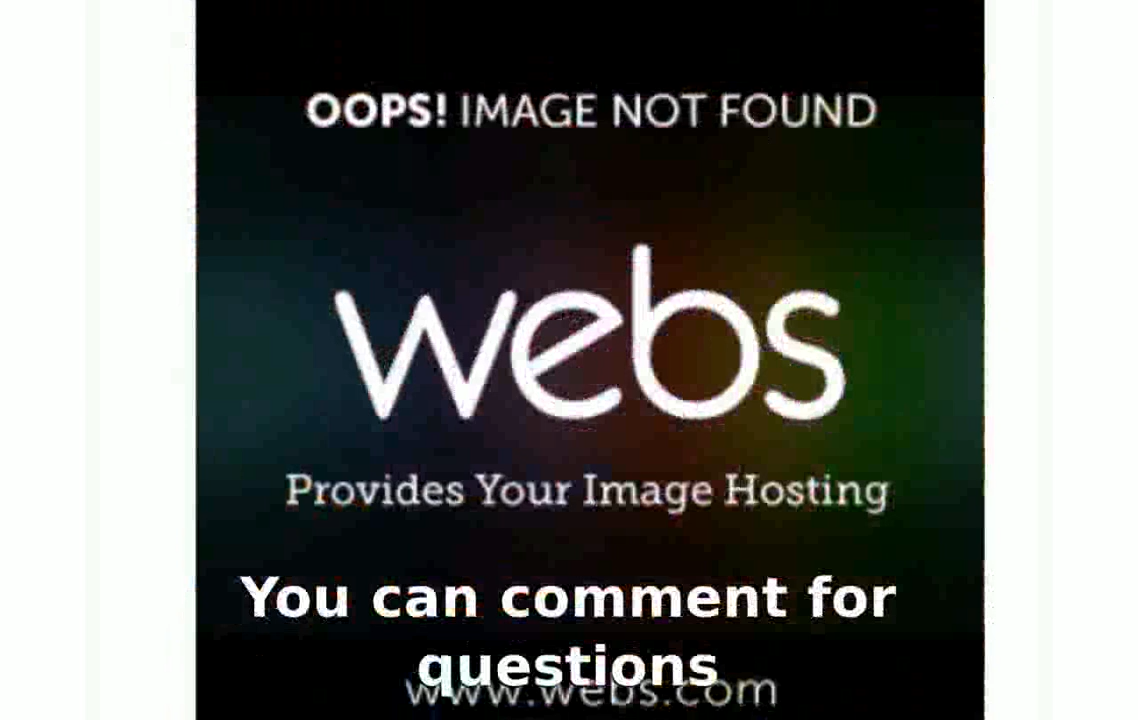 OOPS! IMAGE NOT FOUND
webs
Provides Your Image Hosting
You can comment for
questions
www.webs.com